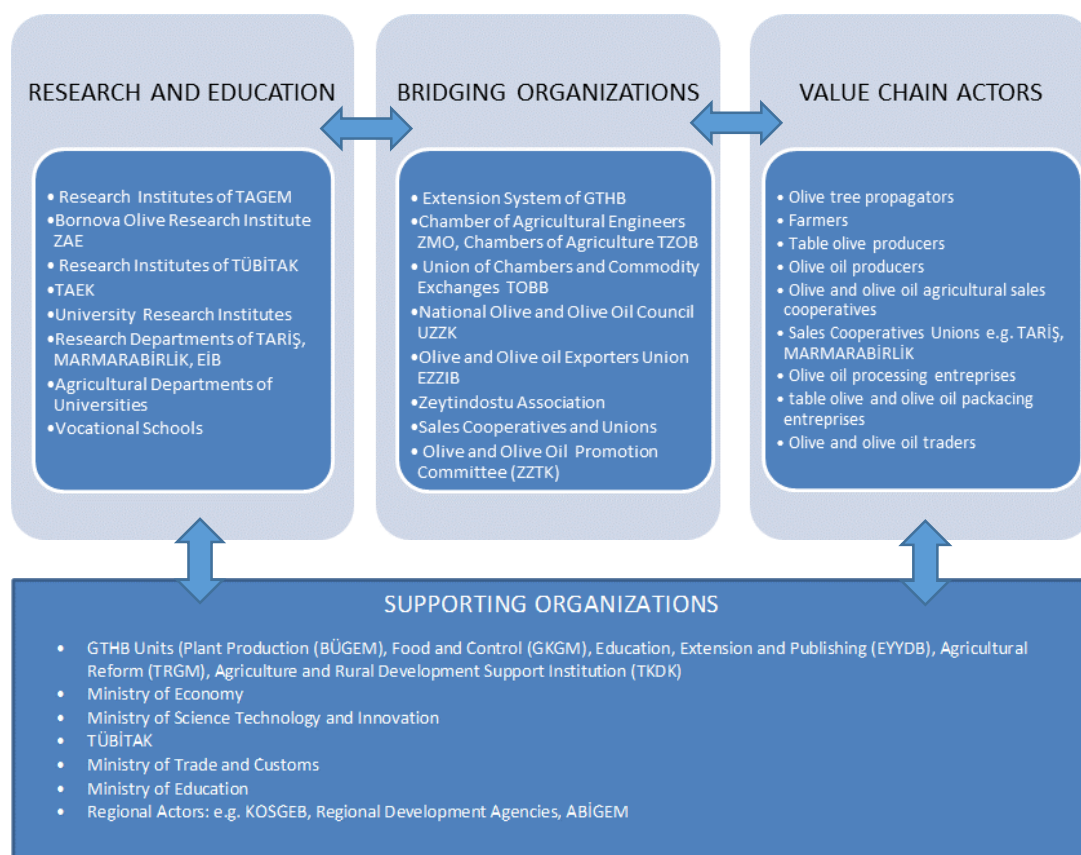 RESEARCH AND EDUCATION
• Research Institutes of TAGEM
•Bornova Olive Research Institute
ZAE
• Research Institutes of TÜBİTAK
•TAEK
•University Research Institutes
•Research Departments of TARİŞ,
MARMARABİRLİK, EİB
•Agricultural Departments of
Universities
•Vocational Schools
BRIDGING ORGANIZATIONS
• Extension System of GTHB
•Chamber of Agricultural Engineers
ZMO, Chambers of Agriculture TZOB
• Union of Chambers and Commodity
Exchanges TOBB
•National Olive and Olive Oil Council
UZZK
•Olive and Olive oil Exporters Union
EZZIB
•Zeytindostu Association
•Sales Cooperatives and Unions
• Olive and Olive Oil Promotion
Committee (ZZTK)
VALUE CHAIN ACTORS
• Olive tree propagators
• Farmers
• Table olive producers
• Olive oil producers
• Olive and olive oil agricultural sales
cooperatives
• Sales Cooperatives Unions e.g. TARİŞ,
MARMARABİRLİK
• Olive oil processing entreprises
• table olive and olive oil packacing
entreprises
• Olive and olive oil traders
SUPPORTING ORGANIZATIONS
• GTHB Units (Plant Production (BÜGEM), Food and Control (GKGM), Education, Extension and Publishing (EYYDB), Agricultural
Reform (TRGM), Agriculture and Rural Development Support Institution (TKDK)
• Ministry of Economy
• Ministry of Science Technology and Innovation
• TÜBİTAK
• Ministry of Trade and Customs
• Ministry of Education
• Regional Actors: e.g. KOSGEB, Regional Development Agencies, ABİGEM